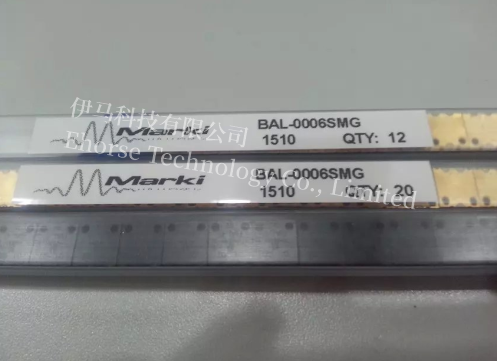 伊马科技有限公司
Ehorse Technology Co., Limited
Marki
BAL-0006SMG
1510 QTY: 12
Marki
BAL-0006SMG
1510 QTY: 20